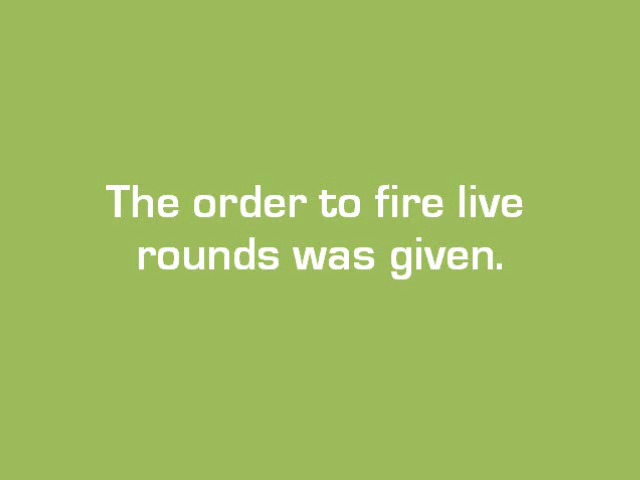 The order to fire live
rounds was given.